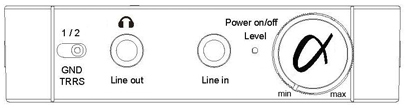 Power on/off
1 / 2
Level
α
GND
TRRS
Line out
Line in
min
max